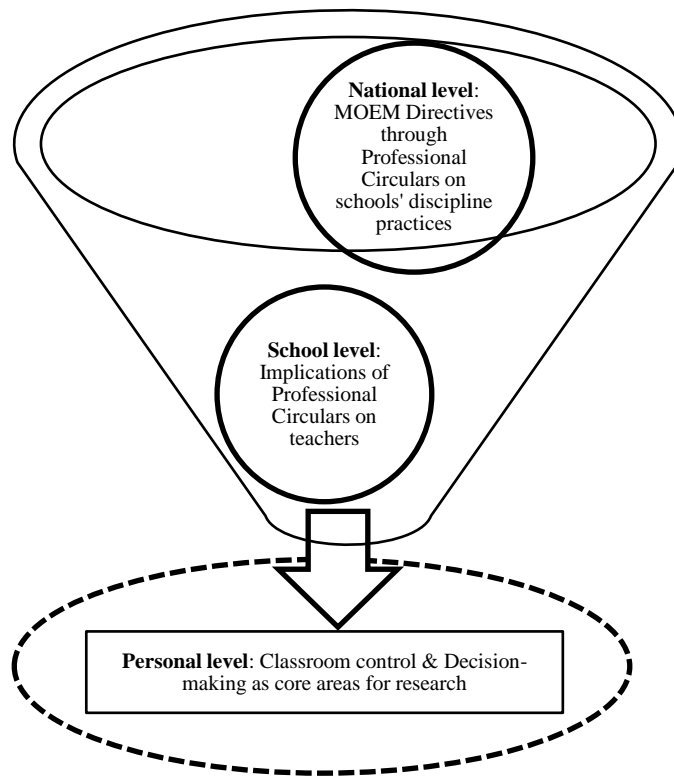 National level:
MOEM Directives
through
Professional
Circulars on
schools' discipline
practices
School level:
Implications of
Professional
Circulars on
teachers
Personal level: Classroom control & Decision-
making as core areas for research